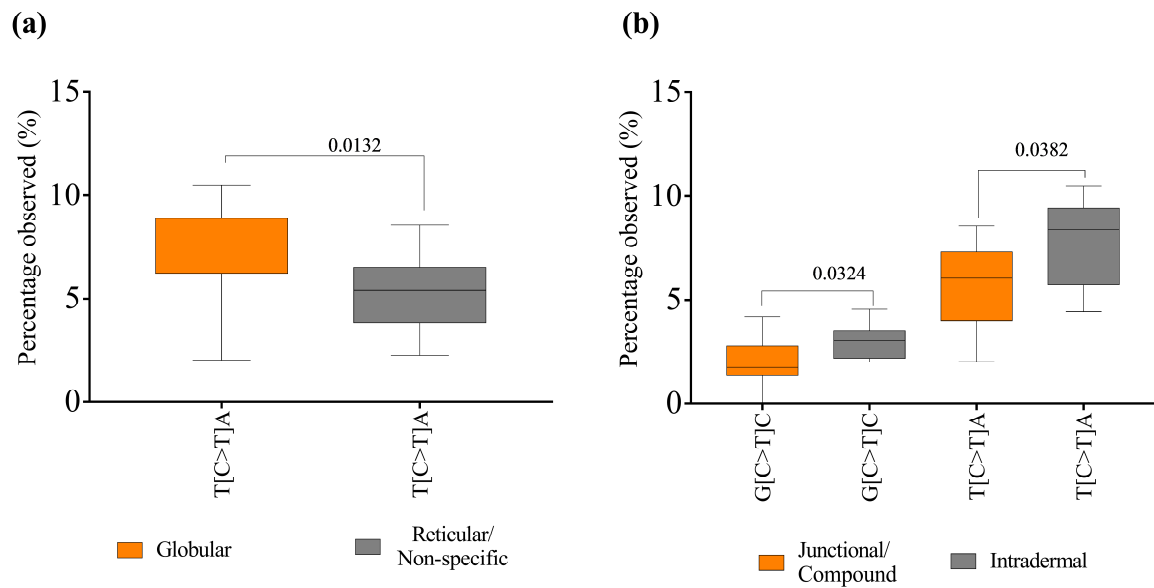 (a)
Percentage observed (%)
15
10
5
0
0.0132
T[C>T]A
T[C>T]A
Globular
Reticular/
Non-specific
(b)
Percentage observed (%)
15
10
5
0
0.0324
0.0382
G[C>T]C
G[C>T]C
T[C>T]A
T[C>T]A
Junctional/
Compound
Intradermal